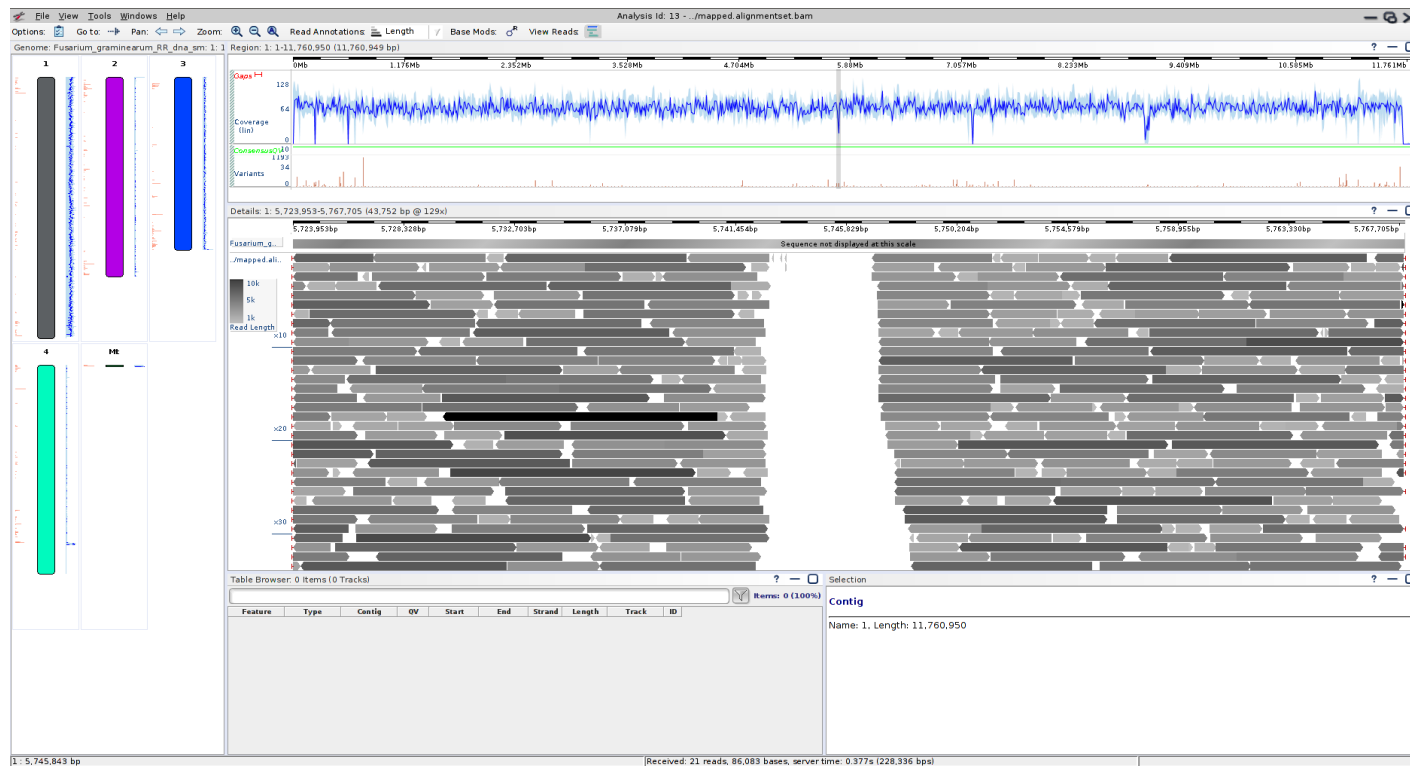 File View Tools Windows Help Analysis Id: 13 - ../mapped.alignmentset.bam
Options: Go to: Pan: Zoom: Read Annotations: Length Base Mods: View Reads:
Genome: Fusarium_graminearum_RR_dna_sm: 1: 1
1 2 3
4 Mt
Region: 1: 1-11,760,950 (11,760,949 bp) ?
0Mb 1.176Mb 2.352Mb 3.528Mb 4.704Mb 5.88Mb 7.057Mb 8.233Mb 9.409Mb 10.585Mb 11.761Mb
Gaps
128
64
Coverage
(lin)
0
ConsensusQV
10
1193
34
Variants
0
Details: 1: 5,723,953-5,767,705 (43,752 bp @ 129x) ?
5,723,953bp 5,728,328bp 5,732,703bp 5,737,079bp 5,741,454bp 5,745,829bp 5,750,204bp 5,754,579bp 5,758,955bp 5,763,330bp 5,767,705bp
Fusarium_g.. Sequence not displayed at this scale
../mapped.ali..
10k
5k
1k
Read Length
x10
x20
x30
Table Browser: 0 Items (0 Tracks) ?
Items: 0 (100%)
Feature Type Contig QV Start End Strand Length Track ID
Selection ?
Contig
Name: 1, Length: 11,760,950
1 : 5,745,843 bp Received: 21 reads, 86,083 bases, server time: 0.377s (228,336 bps)